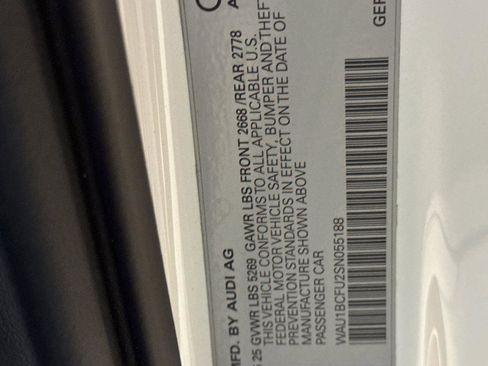 MFD. BY AUDI AG
25 GVWR LBS 5269 GAWR LBS FRONT 2668/REAR 2778
THIS VEHICLE CONFORMS TO ALL APPLICABLE U.S.
FEDERAL MOTOR VEHICLE SAFETY, BUMPER AND THEFT
PREVENTION STANDARDS IN EFFECT ON THE DATE OF
MANUFACTURE SHOWN ABOVE
PASSENGER CAR
WAU1BCFU2SN055188